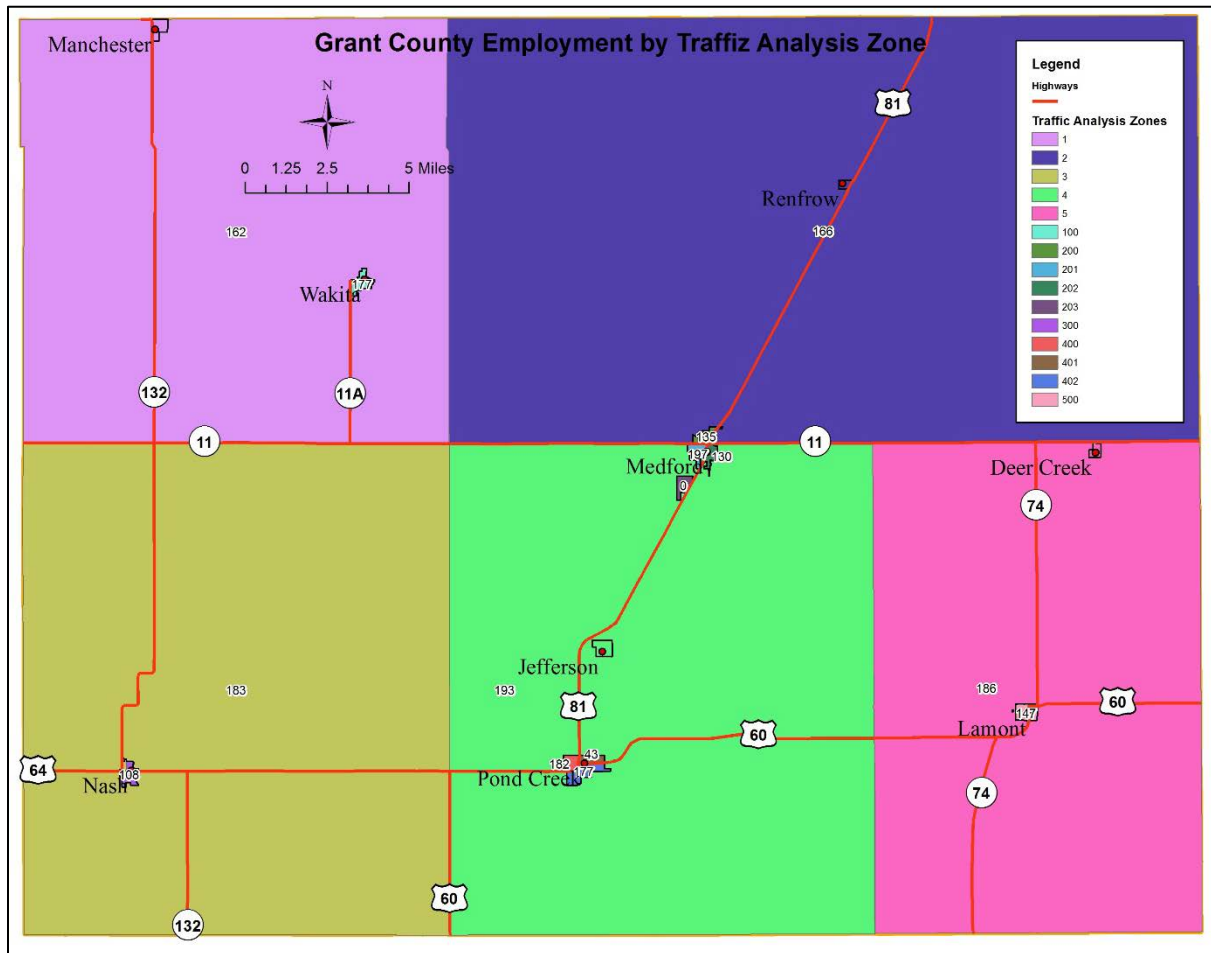 Grant County Employment by Traffiz Analysis Zone
Manchester
N
0 1.25 2.5 5 Miles
81
Renfrow
162
166
177
Wakita
132
11A
11
135
11
197
130
Medford
0
Deer Creek
74
Jefferson
183
193
186
81
60
Lamont
147
60
64
108
Nash
43
182
177
Pond Creek
74
60
132
Legend
Highways
Traffic Analysis Zones
1
2
3
4
5
100
200
201
202
203
300
400
401
402
500